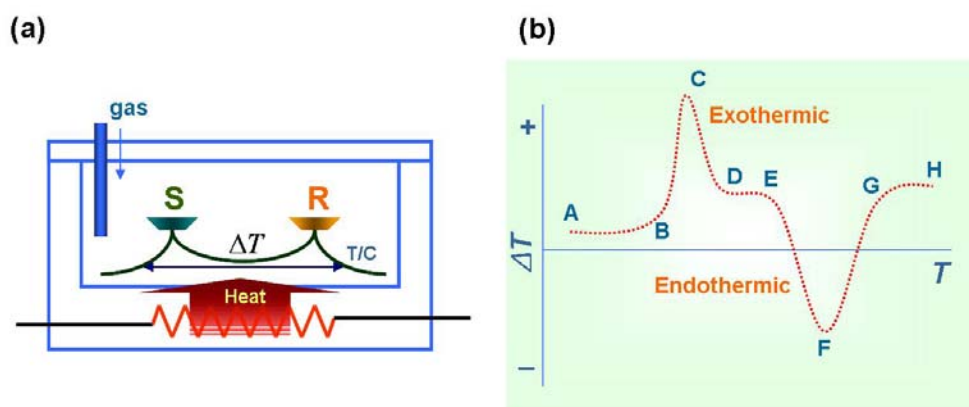 (a)
gas
S
R
ΔT
T/C
Heat
(b)
C
+
Exothermic
D
E
G
H
A
B
ΔT
T
Endothermic
F
−